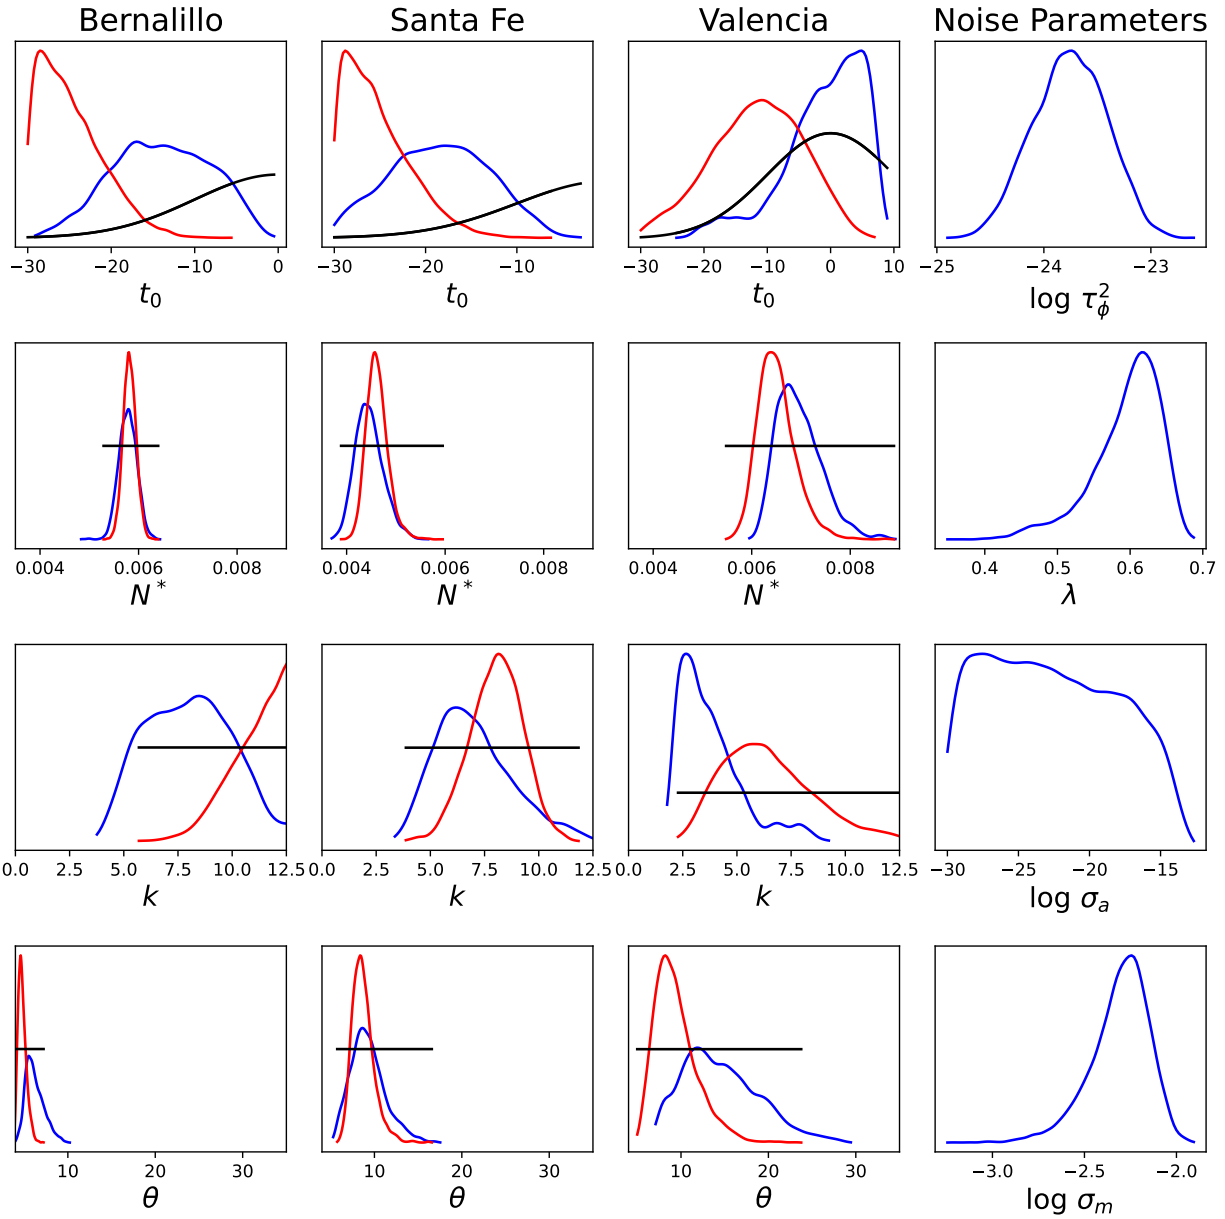 Bernalillo Santa Fe Valencia Noise Parameters
−30 −20 −10 0 −30 −20 −10 −30 −20 −10 0 10 −25 −24 −23
t₀ t₀ t₀ log τ²_ϕ
0.004 0.006 0.008 0.004 0.006 0.008 0.004 0.006 0.008 0.4 0.5 0.6 0.7
N* N* N* λ
0.0 2.5 5.0 7.5 10.0 12.5 0.0 2.5 5.0 7.5 10.0 12.5 0.0 2.5 5.0 7.5 10.0 12.5 −30 −25 −20 −15
k k k log σₐ
10 20 30 10 20 30 10 20 30 −3.0 −2.5 −2.0
θ θ θ log σₘ